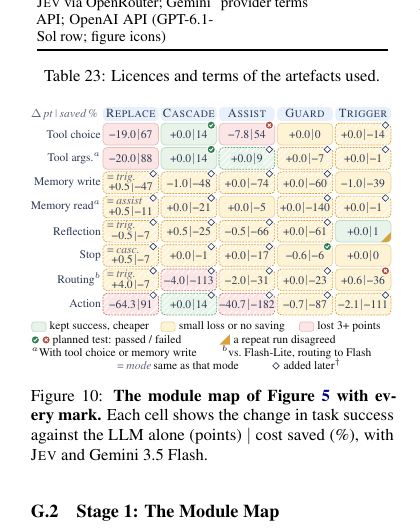 JEV via OpenRouter; Gemini provider terms
API; OpenAI API (GPT-6.1-
Sol row; figure icons)
Table 23: Licences and terms of the artefacts used.
Δ pt | saved % REPLACE CASCADE ASSIST GUARD TRIGGER
Tool choice −19.0|67 +0.0|14 −7.8|54 +0.0|0 +0.0|−14
Tool args.a −20.0|88 +0.0|14 +0.0|9 +0.0|−7 +0.0|−1
Memory write = trig. +0.5|−47 −1.0|−48 +0.0|−74 +0.0|−60 −1.0|−39
Memory reada = assist +0.5|−11 +0.0|−21 +0.0|−5 +0.0|−140 +0.0|−1
Reflection = trig. −0.5|−7 +0.5|−25 −0.5|−66 +0.0|−61 +0.0|1
Stop = casc. +0.5|−7 +0.0|−1 +0.0|−17 −0.6|−6 +0.0|0
Routingb = trig. +4.0|−7 −4.0|−113 −2.0|−31 +0.0|−23 +0.6|−36
Action −64.3|91 +0.0|14 −40.7|−182 −0.7|−87 −2.1|−111
kept success, cheaper small loss or no saving lost 3+ points
planned test: passed / failed a repeat run disagreed
aWith tool choice or memory write bvs. Flash-Lite, routing to Flash
= mode same as that mode ◇ added later†
Figure 10: The module map of Figure 5 with ev-
ery mark. Each cell shows the change in task success
against the LLM alone (points) | cost saved (%), with
JEV and Gemini 3.5 Flash.
G.2 Stage 1: The Module Map